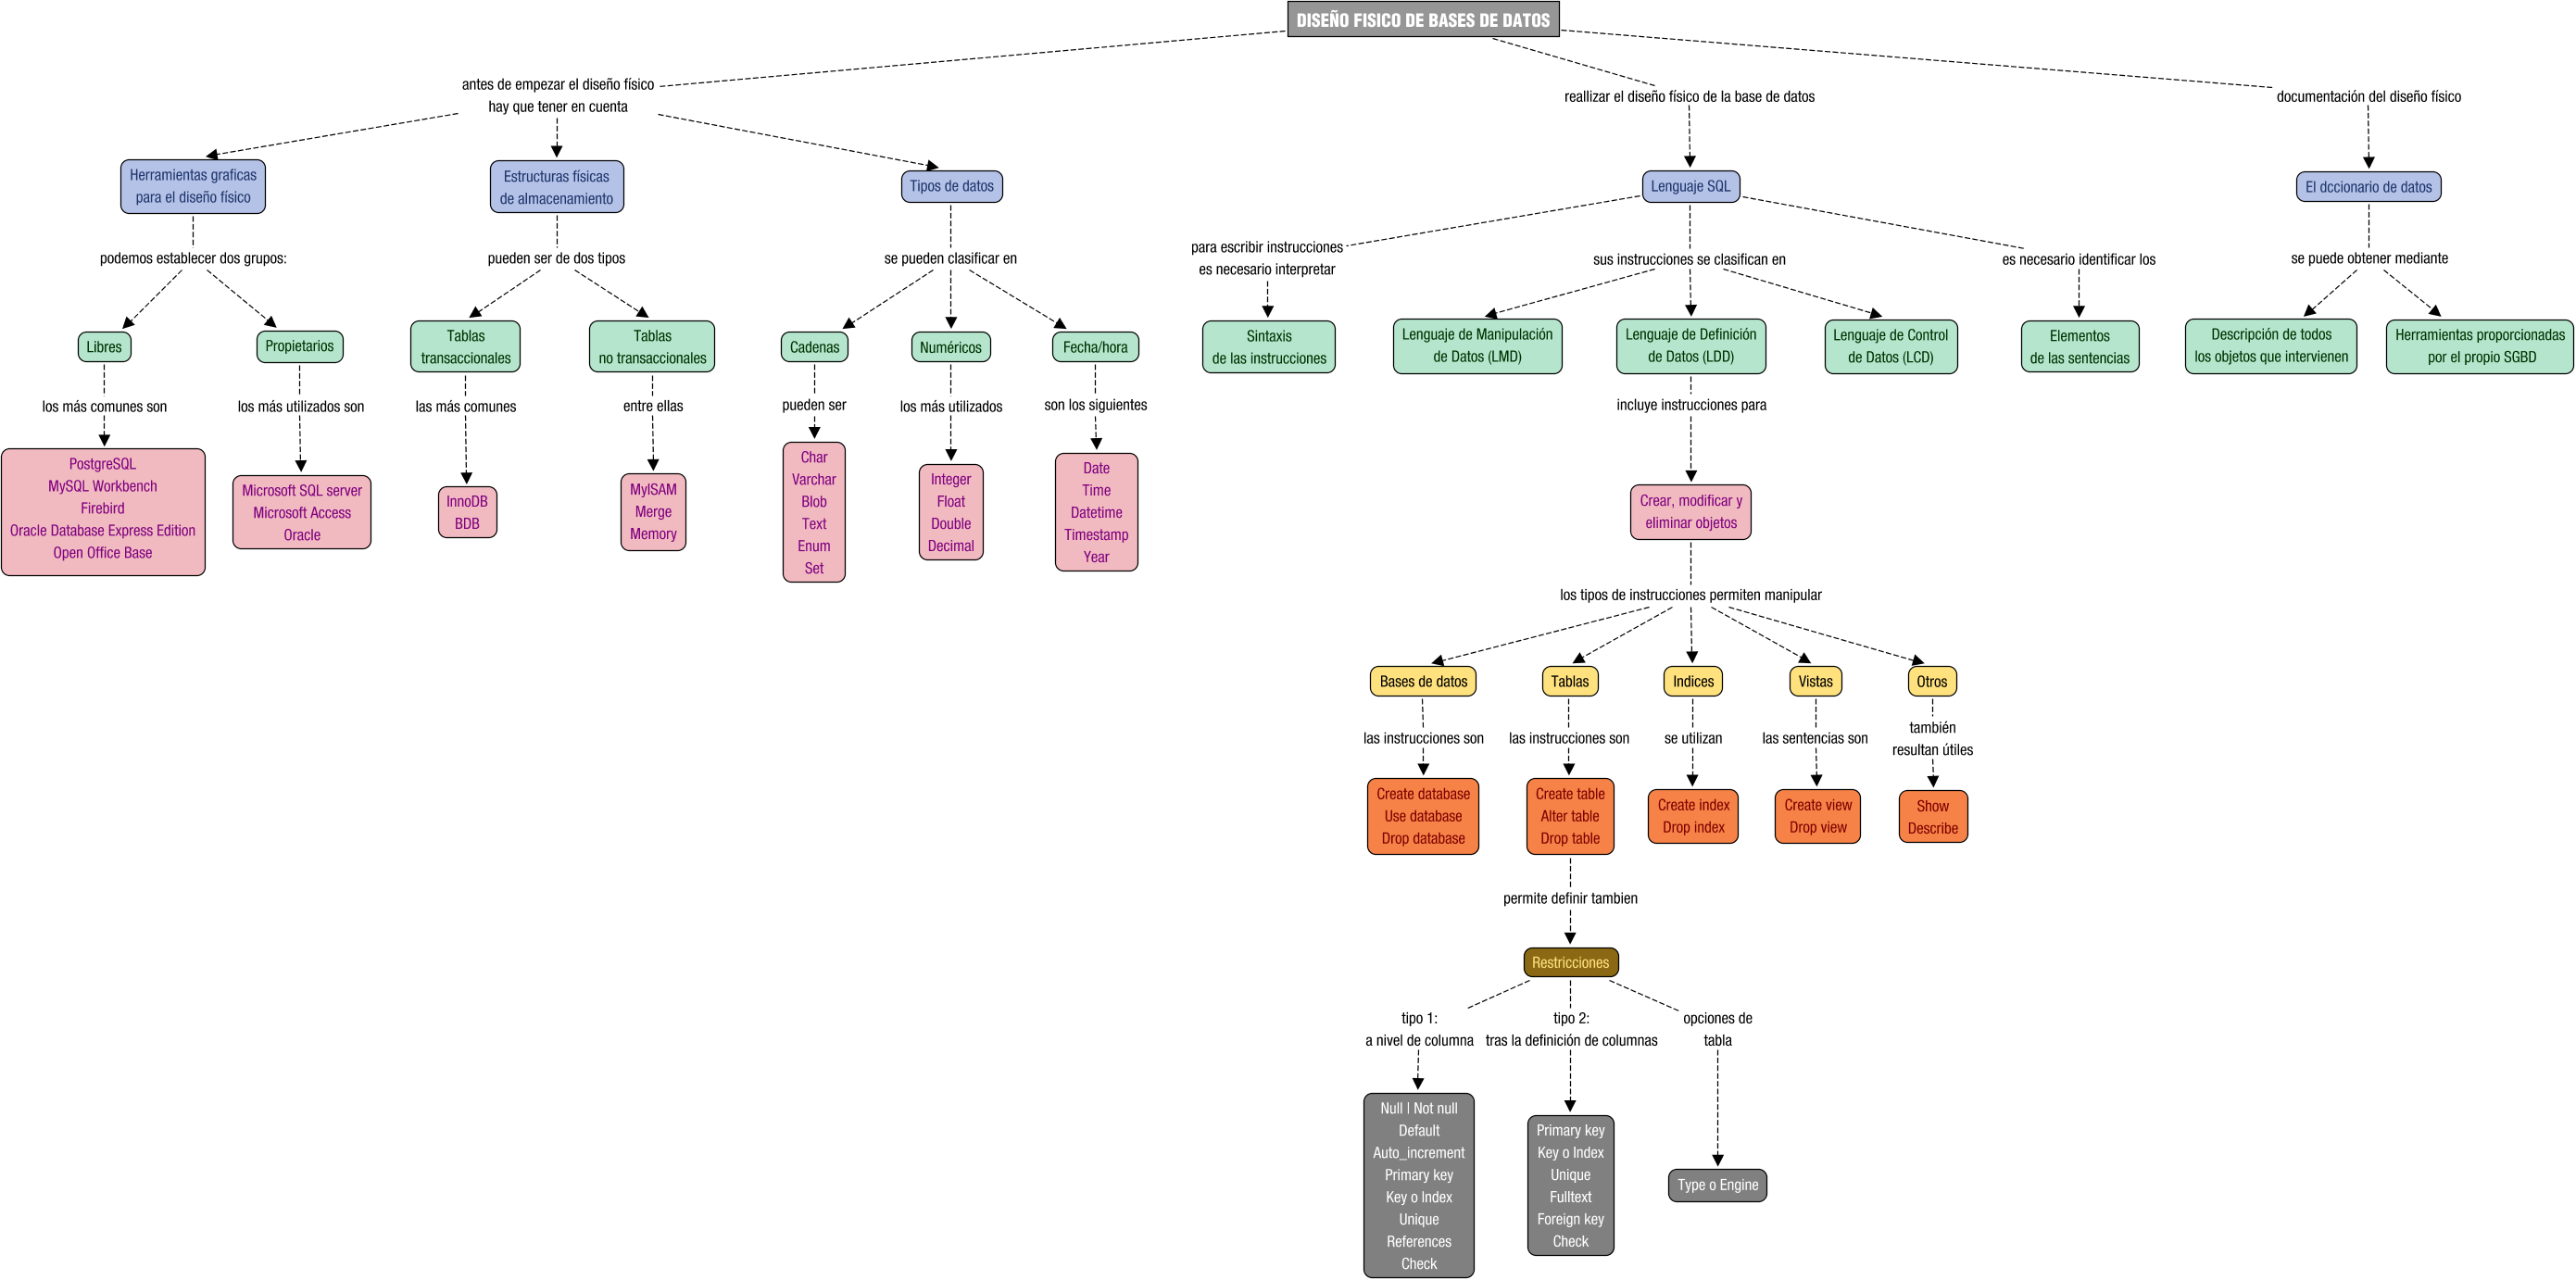 DISEÑO FISICO DE BASES DE DATOS
antes de empezar el diseño físico
hay que tener en cuenta
Herramientas graficas
para el diseño físico
podemos establecer dos grupos:
Libres
los más comunes son
PostgreSQL
MySQL Workbench
Firebird
Oracle Database Express Edition
Open Office Base
Propietarios
los más utilizados son
Microsoft SQL server
Microsoft Access
Oracle
Estructuras físicas
de almacenamiento
pueden ser de dos tipos
Tablas
transaccionales
las más comunes
InnoDB
BDB
Tablas
no transaccionales
entre ellas
MyISAM
Merge
Memory
Tipos de datos
se pueden clasificar en
Cadenas
pueden ser
Char
Varchar
Blob
Text
Enum
Set
Numéricos
los más utilizados
Integer
Float
Double
Decimal
Fecha/hora
son los siguientes
Date
Time
Datetime
Timestamp
Year
reallizar el diseño físico de la base de datos
Lenguaje SQL
para escribir instrucciones
es necesario interpretar
Sintaxis
de las instrucciones
sus instrucciones se clasifican en
Lenguaje de Manipulación
de Datos (LMD)
Lenguaje de Definición
de Datos (LDD)
Lenguaje de Control
de Datos (LCD)
es necesario identificar los
Elementos
de las sentencias
incluye instrucciones para
Crear, modificar y
eliminar objetos
los tipos de instrucciones permiten manipular
Bases de datos
las instrucciones son
Create database
Use database
Drop database
Tablas
las instrucciones son
Create table
Alter table
Drop table
Indices
se utilizan
Create index
Drop index
Vistas
las sentencias son
Create view
Drop view
Otros
también
resultan útiles
Show
Describe
permite definir tambien
Restricciones
tipo 1:
a nivel de columna
Null | Not null
Default
Auto_increment
Primary key
Key o Index
Unique
References
Check
tipo 2:
tras la definición de columnas
Primary key
Key o Index
Unique
Fulltext
Foreign key
Check
opciones de
tabla
Type o Engine
documentación del diseño físico
El dccionario de datos
se puede obtener mediante
Descripción de todos
los objetos que intervienen
Herramientas proporcionadas
por el propio SGBD